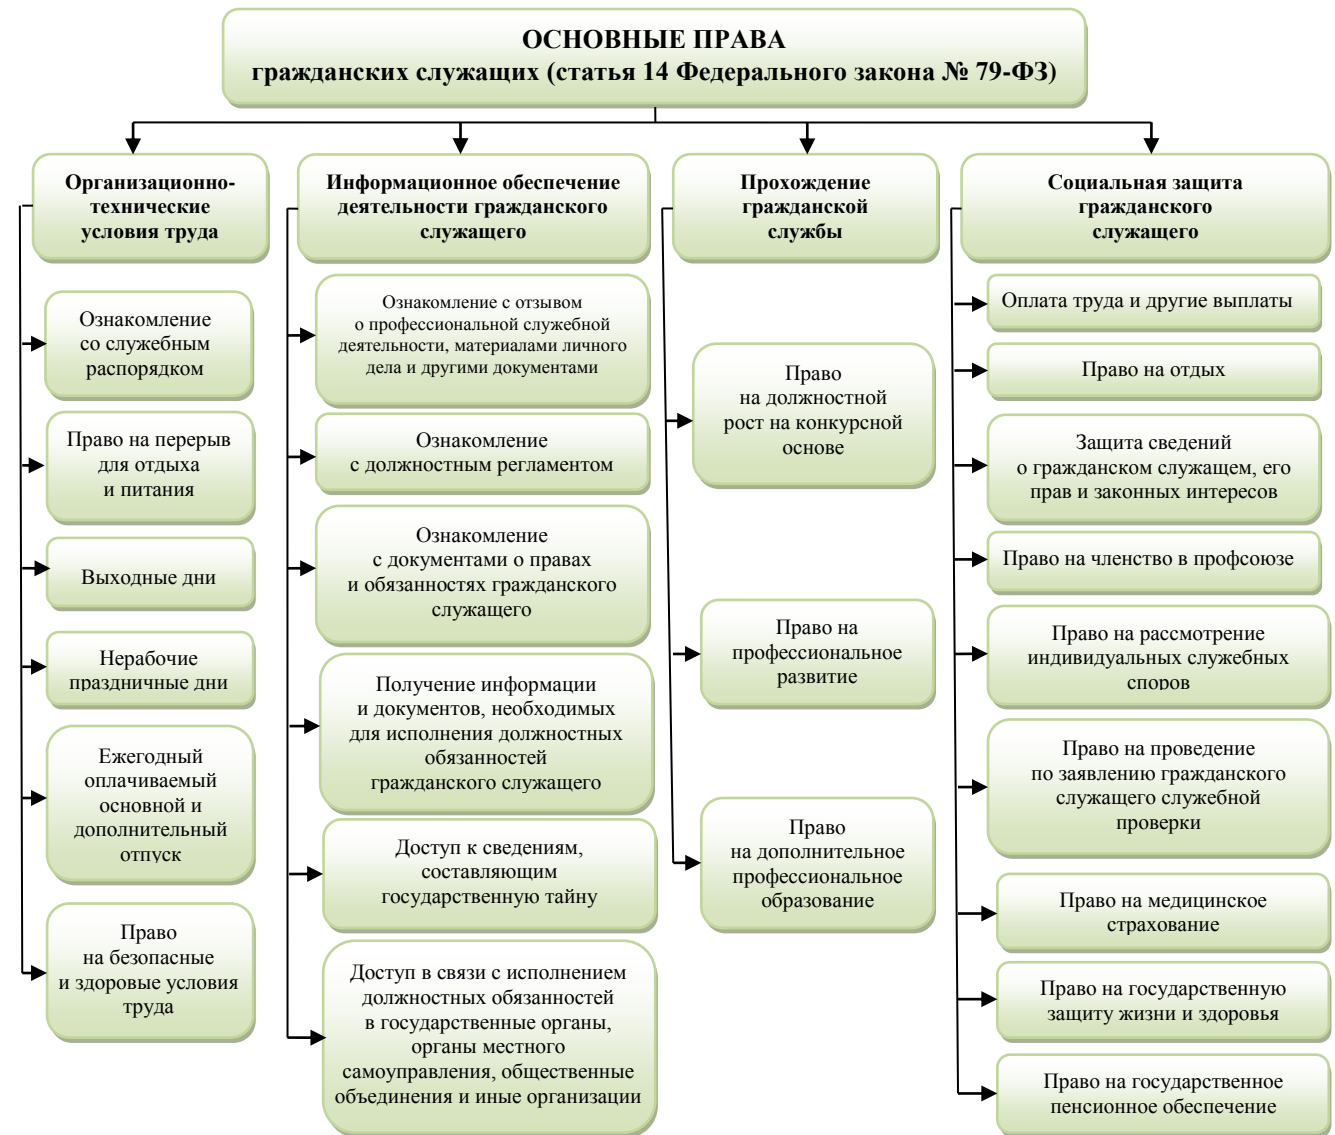 ОСНОВНЫЕ ПРАВА
гражданских служащих (статья 14 Федерального закона № 79-ФЗ)
Организационно-
технические
условия труда
Ознакомление
со служебным
распорядком
Право на перерыв
для отдыха
и питания
Выходные дни
Нерабочие
праздничные дни
Ежегодный
оплачиваемый
основной и
дополнительный
отпуск
Право
на безопасные
и здоровые условия
труда
Информационное обеспечение
деятельности гражданского
служащего
Ознакомление с отзывом
о профессиональной служебной
деятельности, материалами личного
дела и другими документами
Ознакомление
с должностным регламентом
Ознакомление
с документами о правах
и обязанностях гражданского
служащего
Получение информации
и документов, необходимых
для исполнения должностных
обязанностей
гражданского служащего
Доступ к сведениям,
составляющим
государственную тайну
Доступ в связи с исполнением
должностных обязанностей
в государственные органы,
органы местного
самоуправления, общественные
объединения и иные организации
Прохождение
гражданской
службы
Право
на должностной
рост на конкурсной
основе
Право на
профессиональное
развитие
Право
на дополнительное
профессиональное
образование
Социальная защита
гражданского
служащего
Оплата труда и другие выплаты
Право на отдых
Защита сведений
о гражданском служащем, его
прав и законных интересов
Право на членство в профсоюзе
Право на рассмотрение
индивидуальных служебных
споров
Право на проведение
по заявлению гражданского
служащего служебной
проверки
Право на медицинское
страхование
Право на государственную
защиту жизни и здоровья
Право на государственное
пенсионное обеспечение